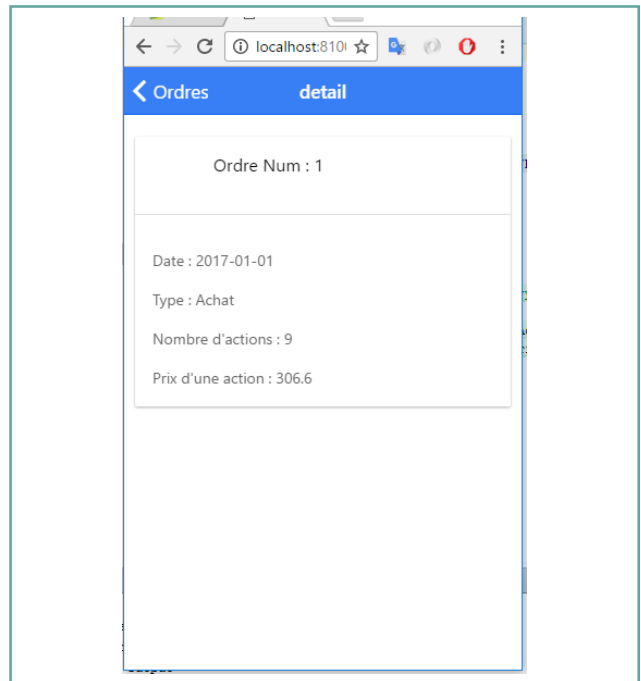 localhost:810
Ordres
detail
Ordre Num : 1
Date : 2017-01-01
Type : Achat
Nombre d'actions : 9
Prix d'une action : 306.6